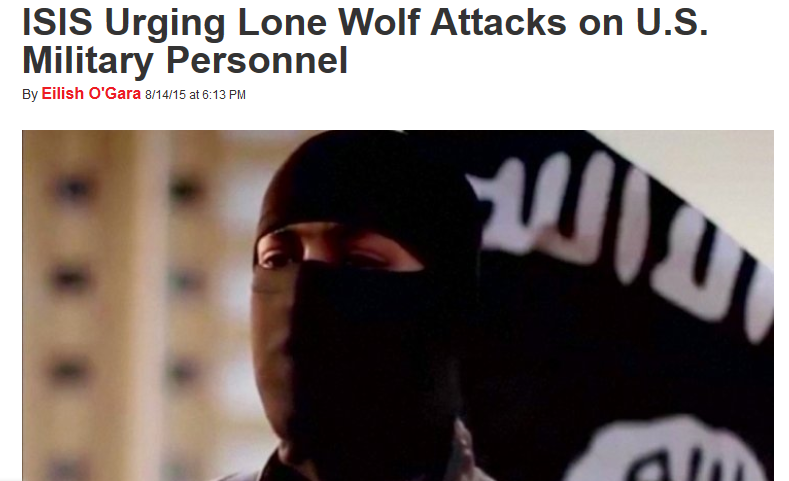 ISIS Urging Lone Wolf Attacks on U.S.
Military Personnel
By Eilish O'Gara 8/14/15 at 6:13 PM